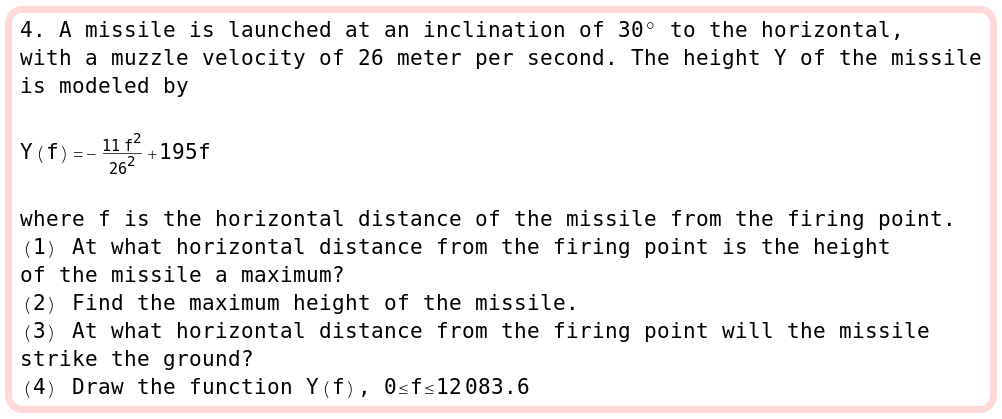 4. A missile is launched at an inclination of 30° to the horizontal,
with a muzzle velocity of 26 meter per second. The height Y of the missile
is modeled by
Y(f)=-\frac{11f^2}{26^2}+195f
where f is the horizontal distance of the missile from the firing point.
(1) At what horizontal distance from the firing point is the height
of the missile a maximum?
(2) Find the maximum height of the missile.
(3) At what horizontal distance from the firing point will the missile
strike the ground?
(4) Draw the function Y(f), 0≤f≤12083.6